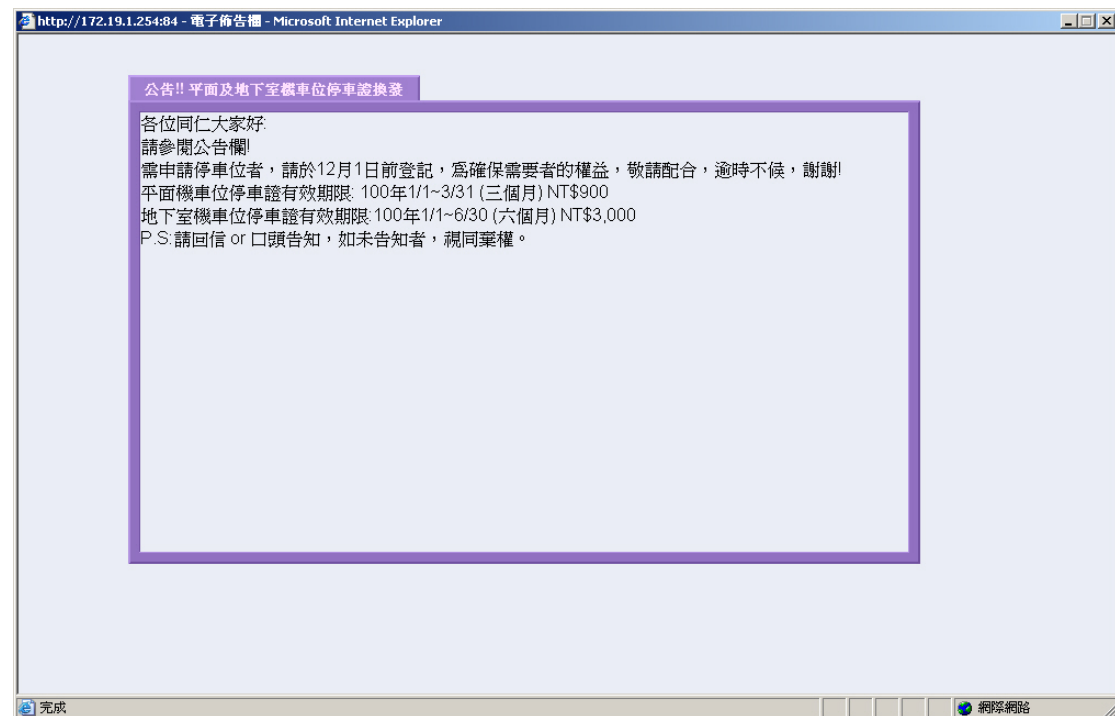 http://172.19.1.254:84 - 電子佈告欄 - Microsoft Internet Explorer
公告!! 平面及地下室機車位停車證換發
各位同仁大家好:
請參閱公告欄!
需申請停車位者，請於12月1日前登記，為確保需要者的權益，敬請配合，逾時不候，謝謝!
平面機車位停車證有效期限: 100年1/1~3/31 (三個月) NT$900
地下室機車位停車證有效期限:100年1/1~6/30 (六個月) NT$3,000
P.S:請回信 or 口頭告知，如未告知者，視同棄權。
完成
網際網路